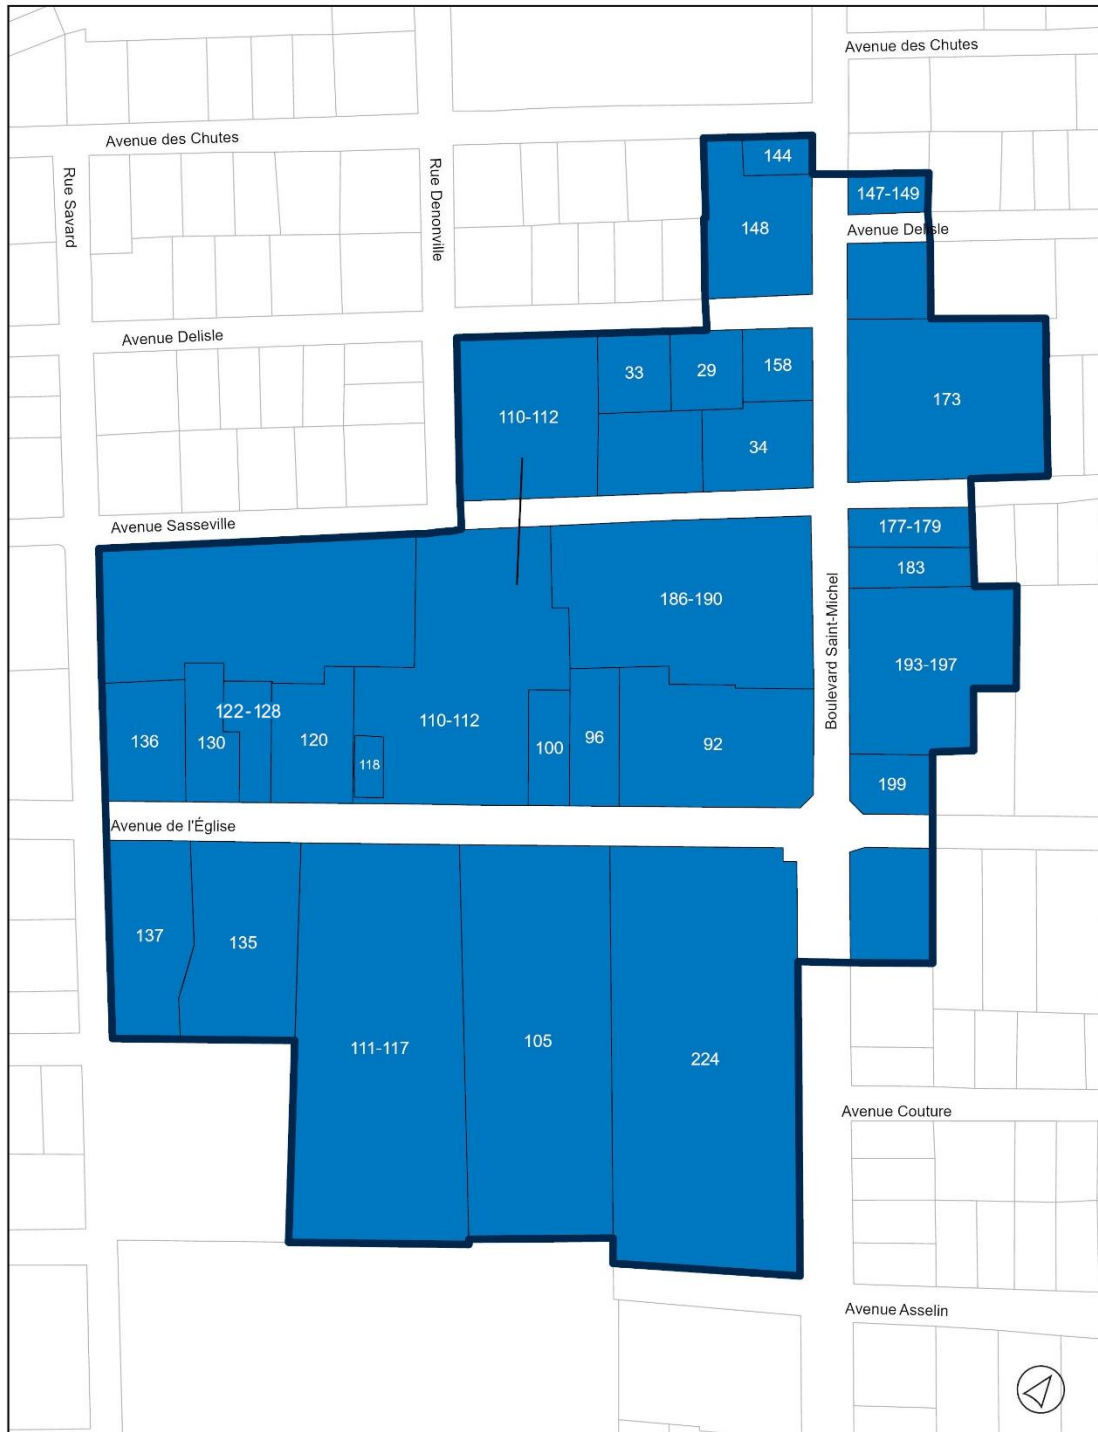 Avenue des Chutes
Avenue des Chutes
Rue Savard
Rue Denonville
144
147-149
148
Avenue Delisle
Avenue Delisle
33
29
158
110-112
173
34
Avenue Sasseville
177-179
183
186-190
Boulevard Saint-Michel
193-197
122-128
110-112
136
130
120
118
100
96
92
199
Avenue de l'Église
137
135
111-117
105
224
Avenue Couture
Avenue Asselin